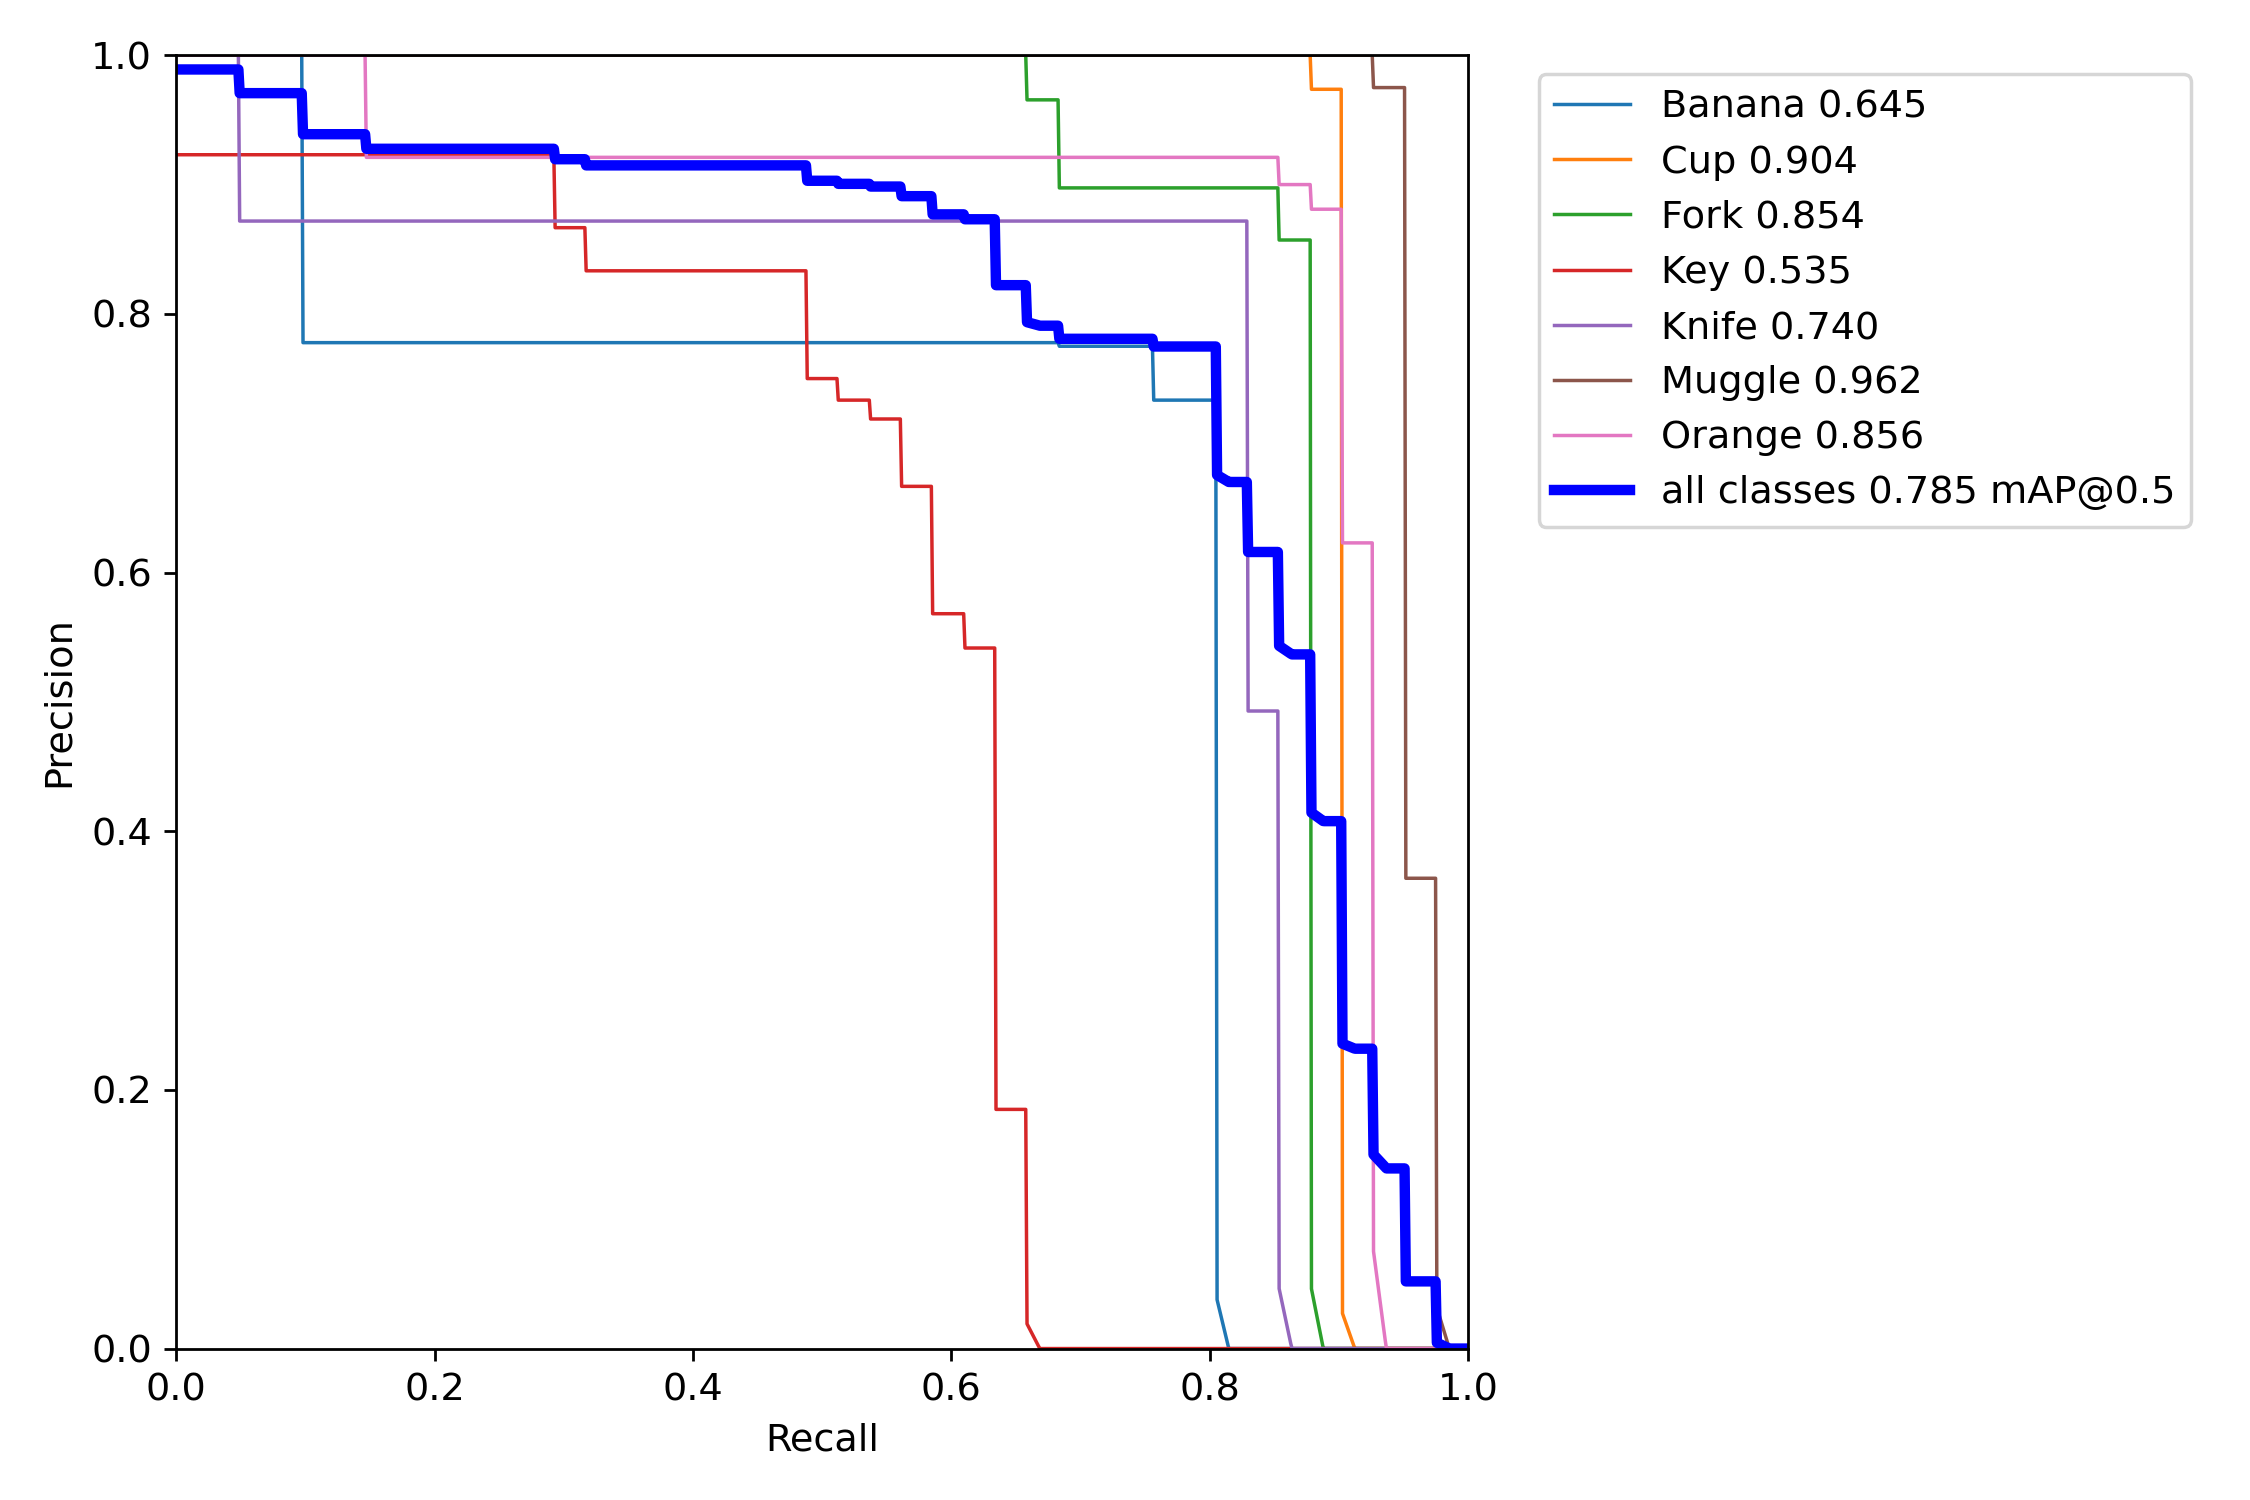 1.0
0.8
0.6
0.4
0.2
0.0
Precision
0.0 0.2 0.4 0.6 0.8 1.0
Recall
Banana 0.645
Cup 0.904
Fork 0.854
Key 0.535
Knife 0.740
Muggle 0.962
Orange 0.856
all classes 0.785 mAP@0.5